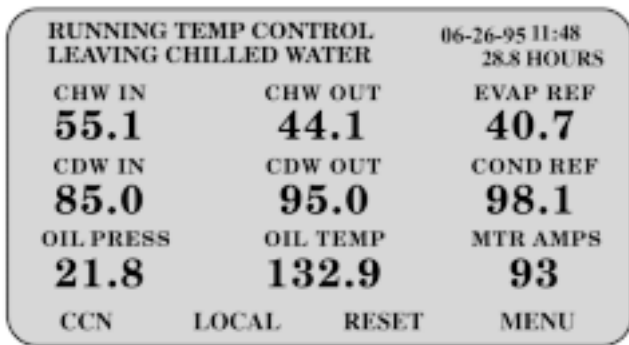 RUNNING TEMP CONTROL 06-26-95 11:48
LEAVING CHILLED WATER 28.8 HOURS
CHW IN CHW OUT EVAP REF
55.1 44.1 40.7
CDW IN CDW OUT COND REF
85.0 95.0 98.1
OIL PRESS OIL TEMP MTR AMPS
21.8 132.9 93
CCN LOCAL RESET MENU